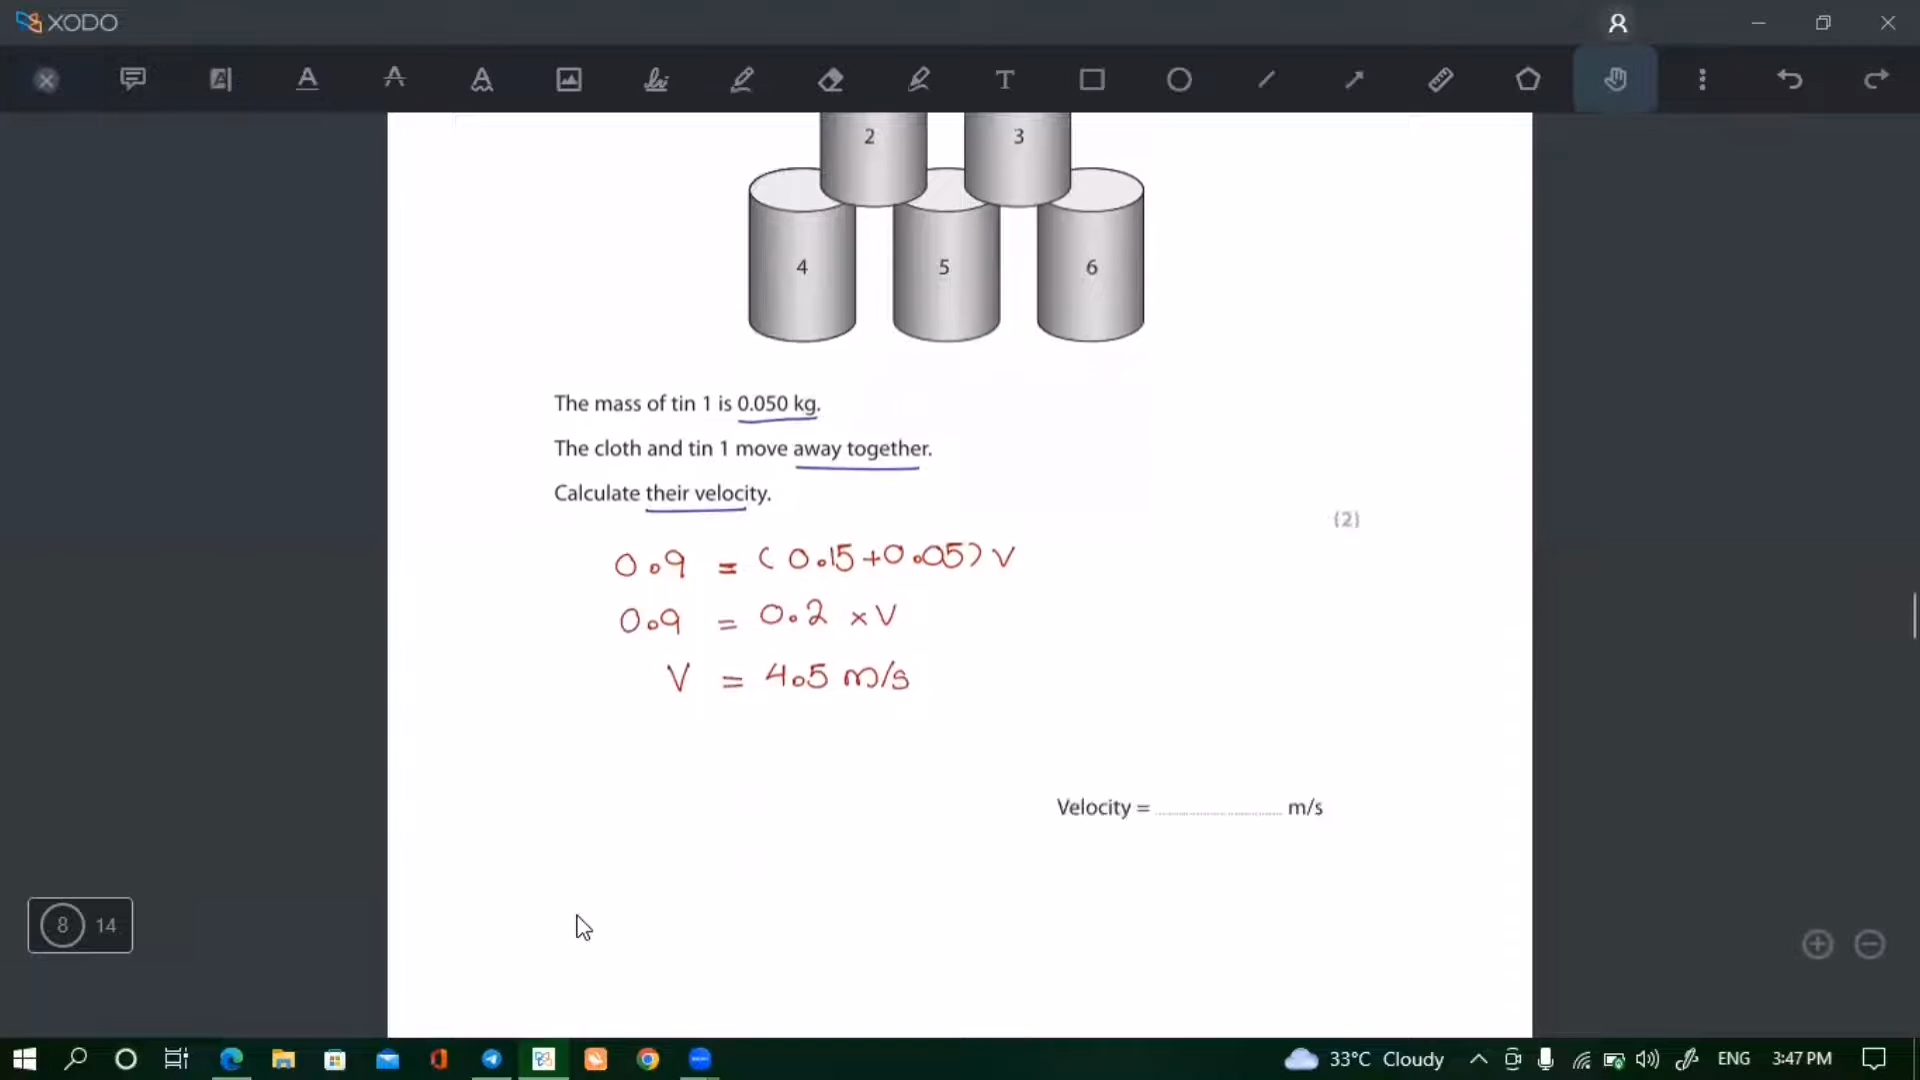 XODO
T
2
3
4
5
6
The mass of tin 1 is 0.050 kg.
The cloth and tin 1 move away together.
Calculate their velocity.
(2)
0.9 = (0.15+0.05) V
0.9 = 0.2 × V
V = 4.5 m/s
Velocity = .............................. m/s
8 14
33°C Cloudy
ENG
3:47 PM